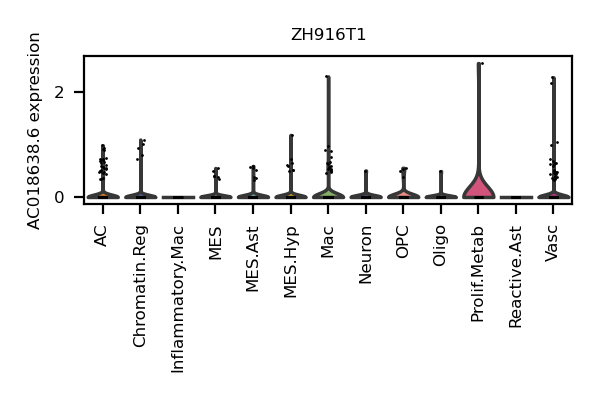 ZH916T1
AC018638.6 expression
2
0
AC
Chromatin.Reg
Inflammatory.Mac
MES
MES.Ast
MES.Hyp
Mac
Neuron
OPC
Oligo
Prolif.Metab
Reactive.Ast
Vasc